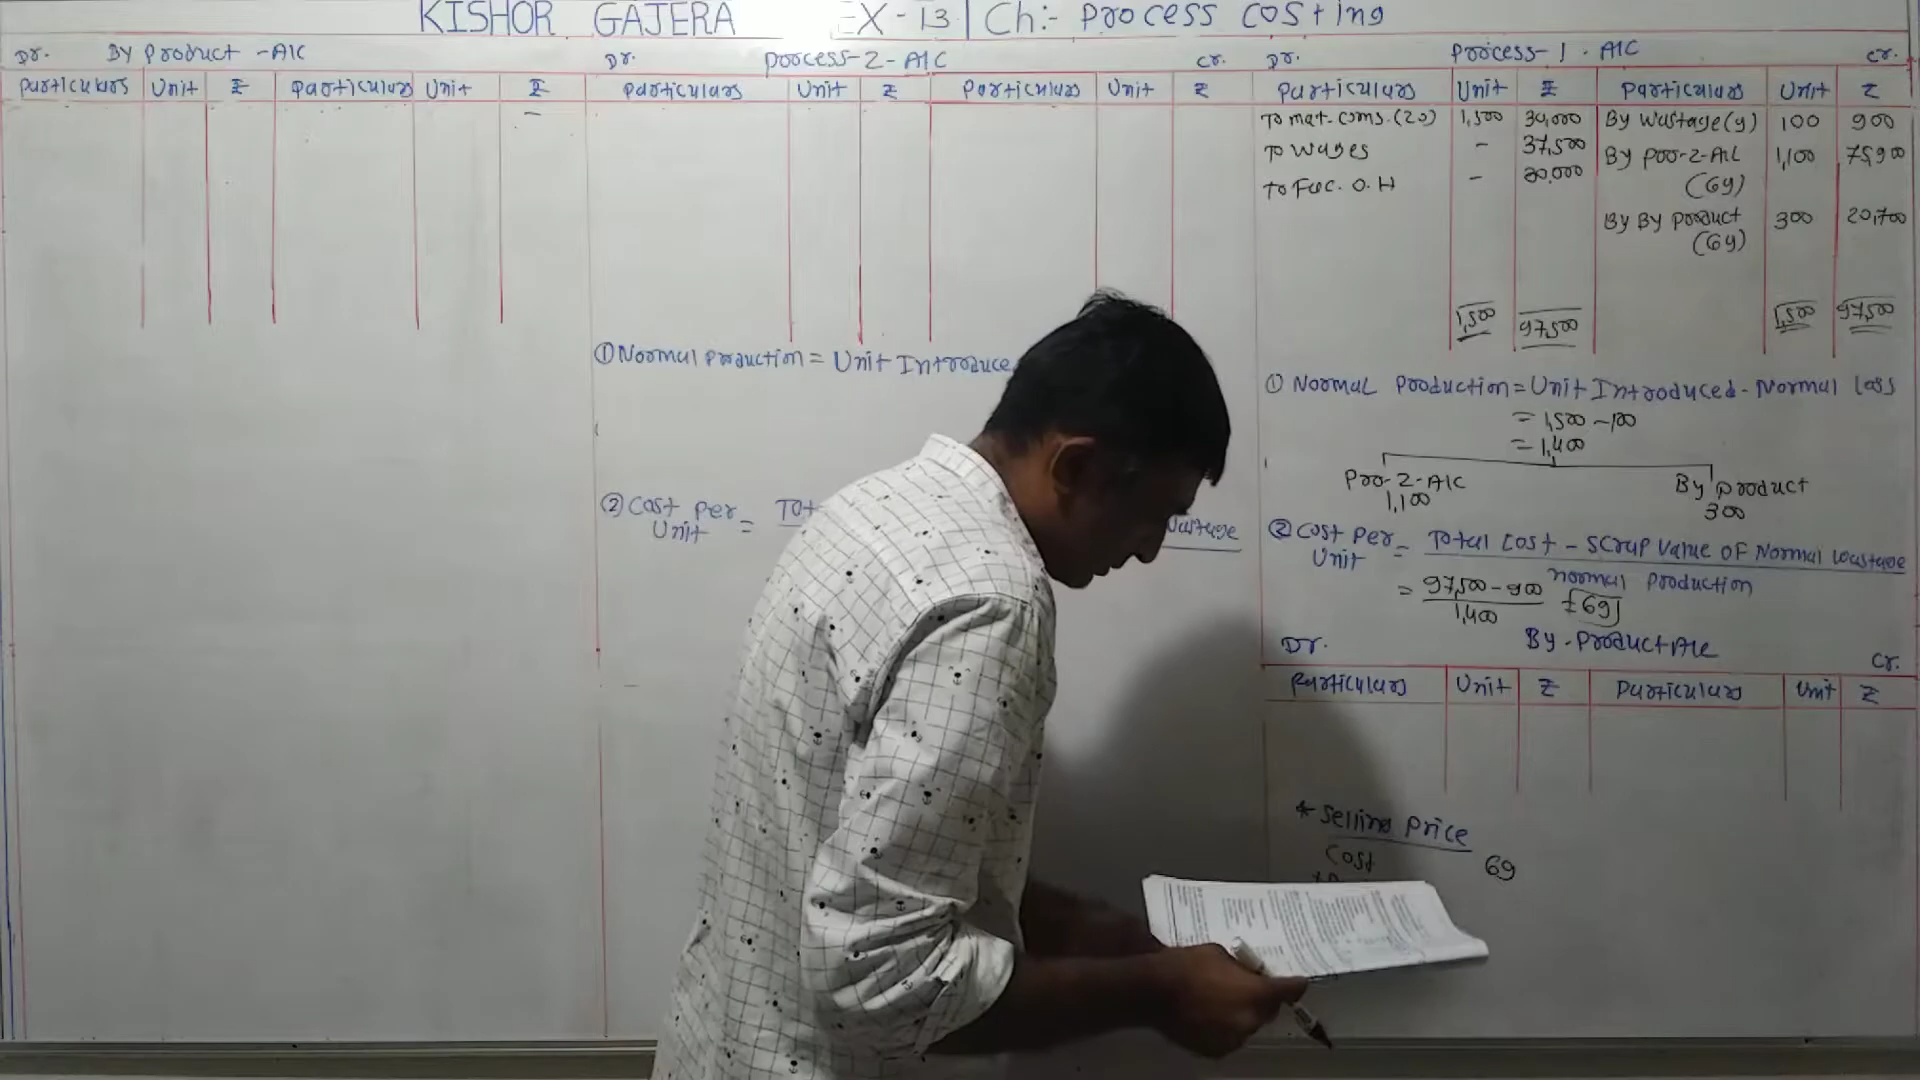 KISHOR GAJERA EX-13 | Ch:- Process Costing
Dr. By Product - A/C
Particulars Unit ₹ Particulars Unit ₹
Dr. Process-2-A/C Cr.
Particulars Unit ₹ Particulars Unit ₹
① Normal Production = Unit Introduce
② Cost Per Unit = Tot Wastage
Dr. Process-1-A/C Cr.
Particulars Unit ₹ Particulars Unit ₹
To mat. cons. (20) 1,500 30,000 By Wastage(9) 100 900
To Wages - 37,500 By Pro-2-A/C 1,100 75,900
To Fac. O.H - 30,000 (69)
By By Product 300 20,700
(69)
1,500 97,500 1,500 97,500
① Normal Production = Unit Introduced - Normal Loss
= 1,500 - 100
= 1,400
Pro-2-A/C By product
1,100 300
② Cost Per Unit = Total Cost - Scrap Value of Normal Wastage
Normal Production
= 97,500 - 900 ₹69
1,400
Dr. By-Product A/c Cr.
Particulars Unit ₹ Particulars Unit ₹
* Selling Price
Cost 69